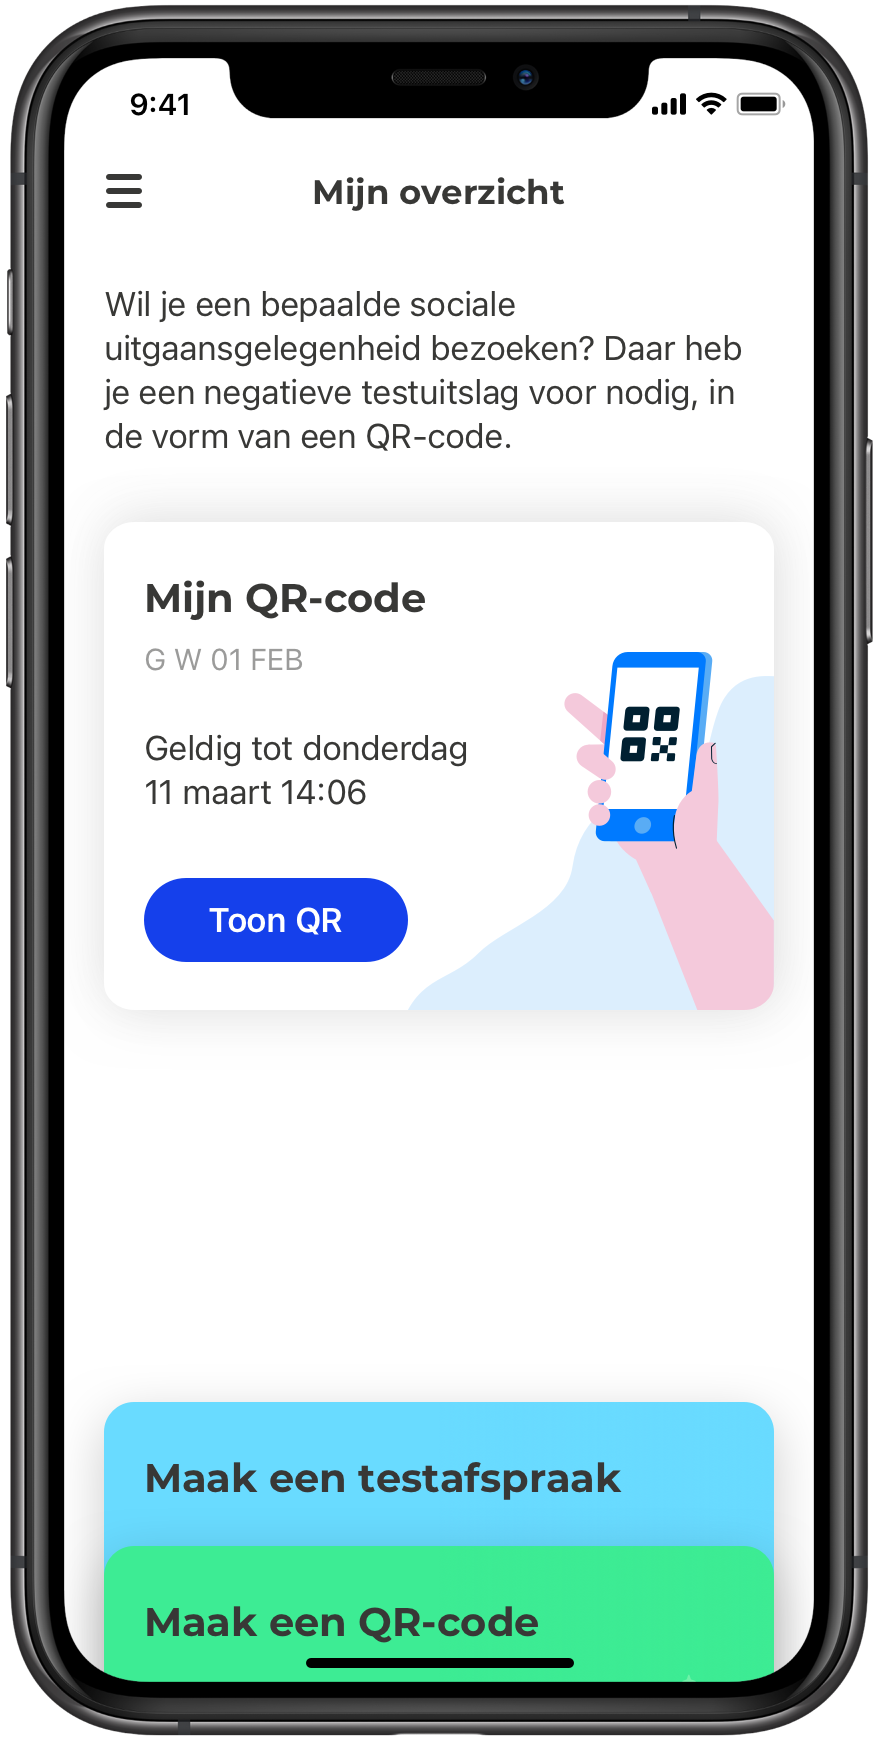 9:41
Mijn overzicht
Wil je een bepaalde sociale
uitgaansgelegenheid bezoeken? Daar heb
je een negatieve testuitslag voor nodig, in
de vorm van een QR-code.
Mijn QR-code
G W 01 FEB
Geldig tot donderdag
11 maart 14:06
Toon QR
Maak een testafspraak
Maak een QR-code